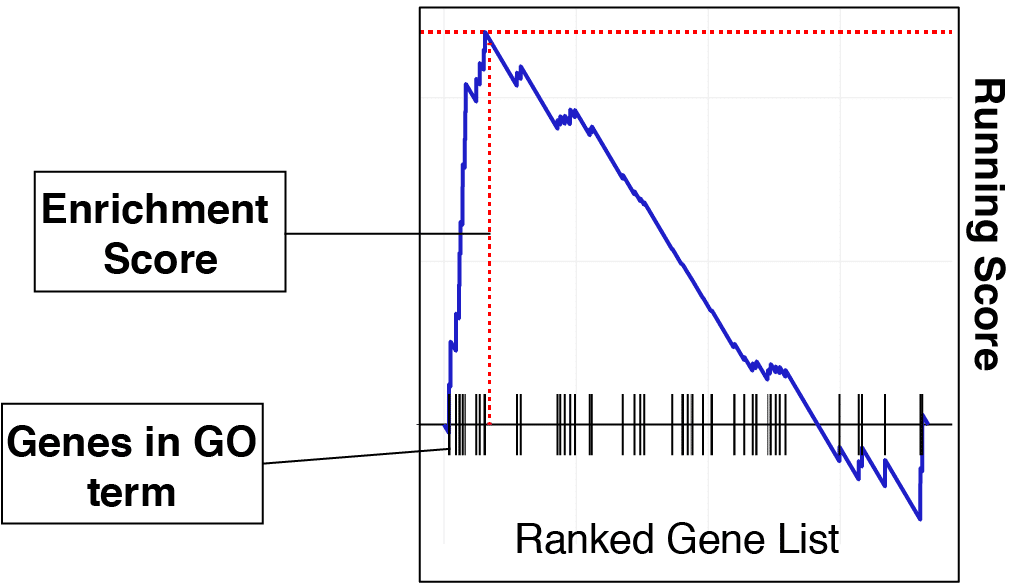 Enrichment
Score
Genes in GO
term
Ranked Gene List
Running Score